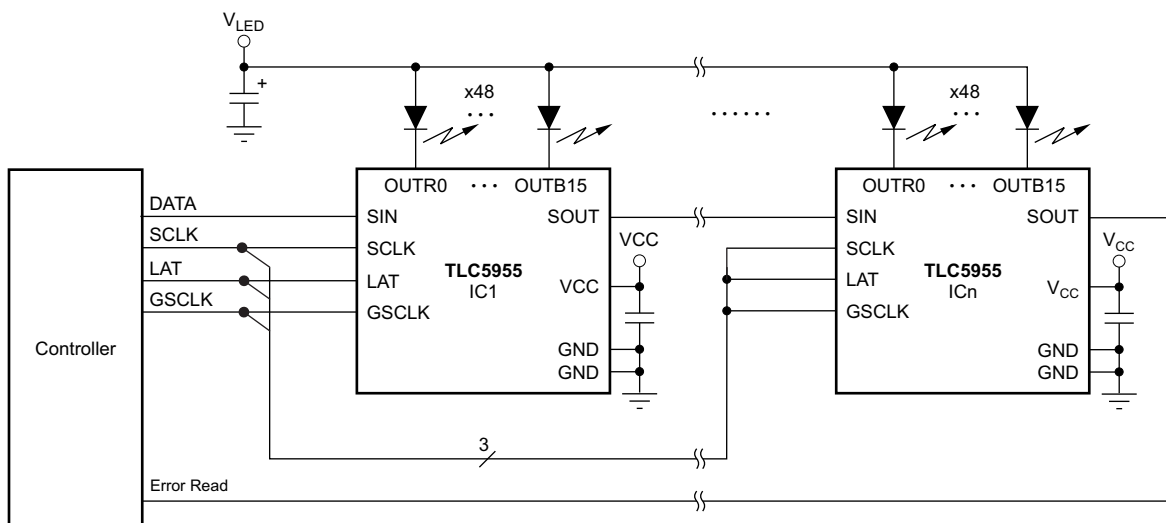 VLED
+
x48
x48
OUTR0 ··· OUTB15
OUTR0 ··· OUTB15
DATA
SIN
SOUT
SIN
SOUT
SCLK
SCLK
VCC
SCLK
VCC
LAT
LAT
TLC5955
IC1
VCC
LAT
TLC5955
ICn
VCC
GSCLK
GSCLK
GSCLK
Controller
GND
GND
GND
GND
3
Error Read